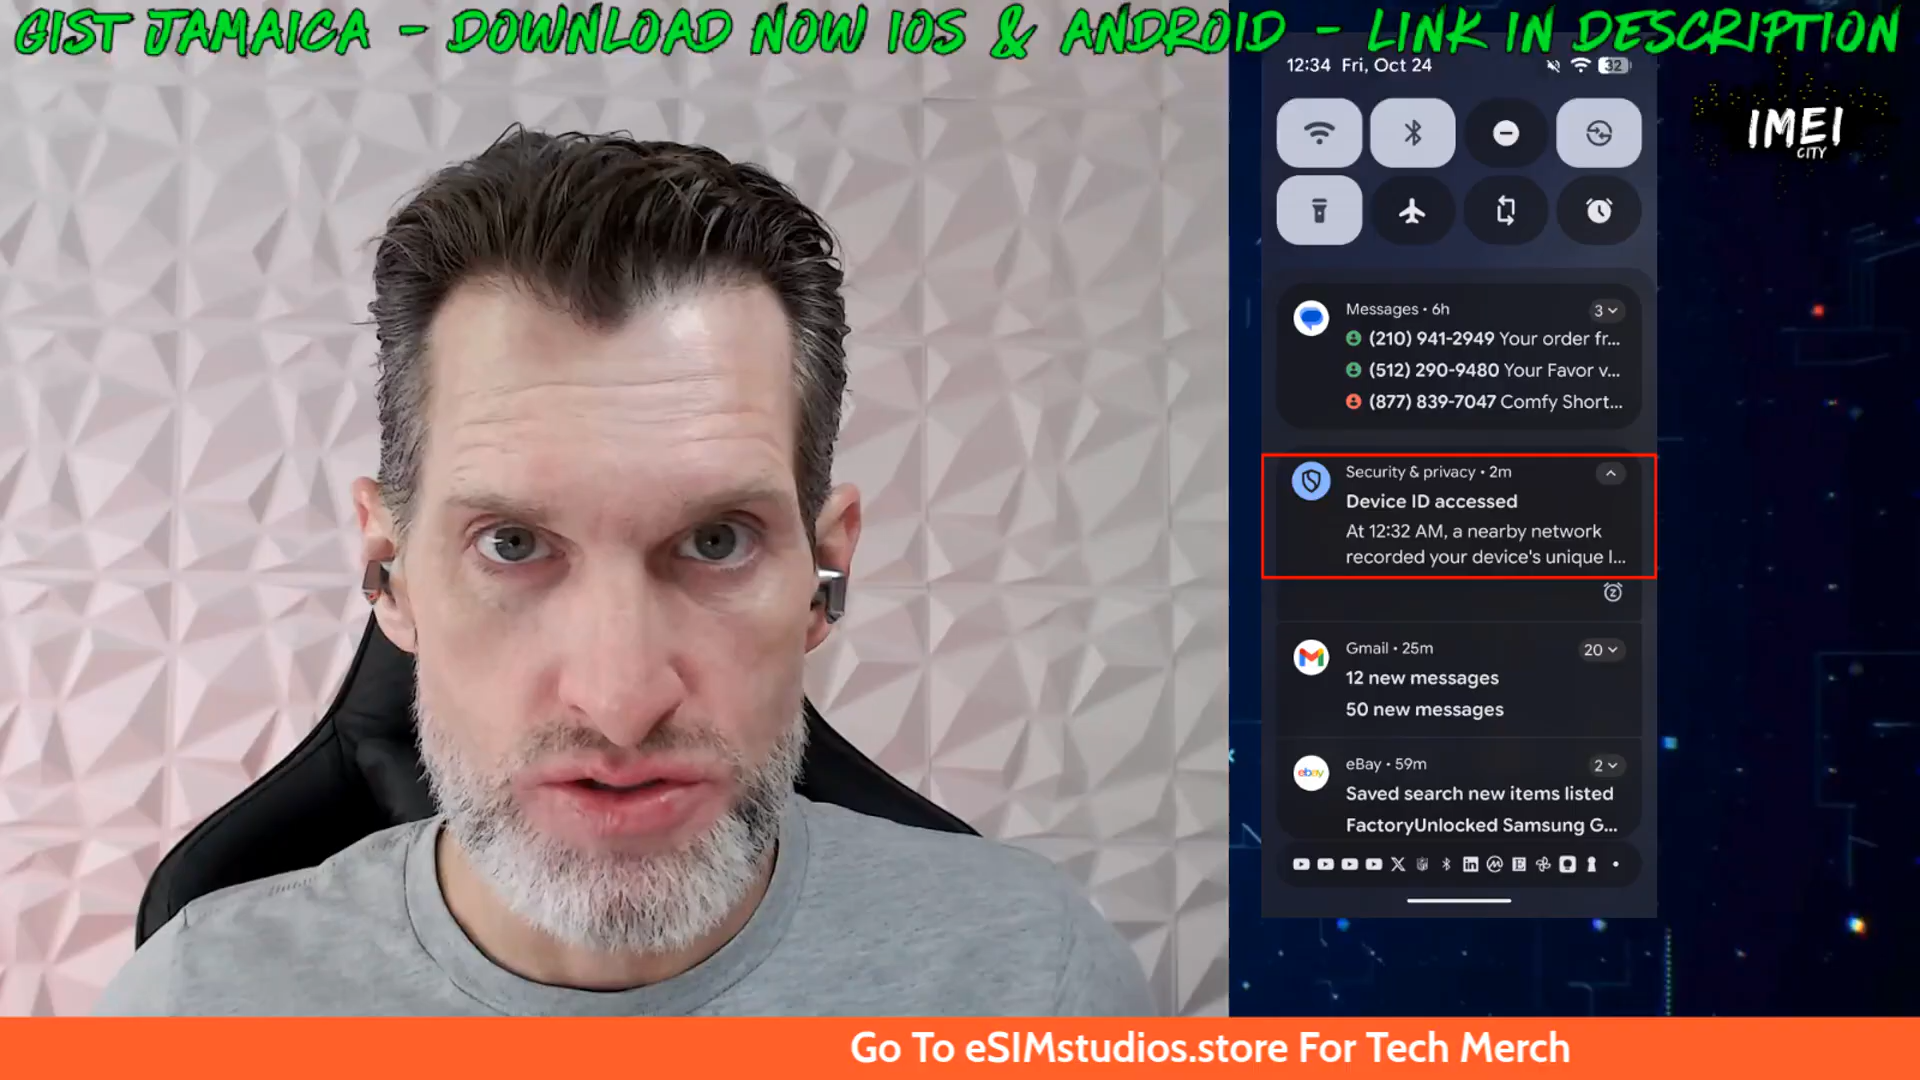 GIST JAMAICA - DOWNLOAD NOW IOS & ANDROID - LINK IN DESCRIPTION
12:34 Fri, Oct 24
32
IMEI
CITY
Messages • 6h
3
(210) 941-2949 Your order fr...
(512) 290-9480 Your Favor v...
(877) 839-7047 Comfy Short...
Security & privacy • 2m
Device ID accessed
At 12:32 AM, a nearby network
recorded your device's unique I...
Gmail • 25m
20
12 new messages
50 new messages
ebay
eBay • 59m
2
Saved search new items listed
FactoryUnlocked Samsung G...
Go To eSIMstudios.store For Tech Merch